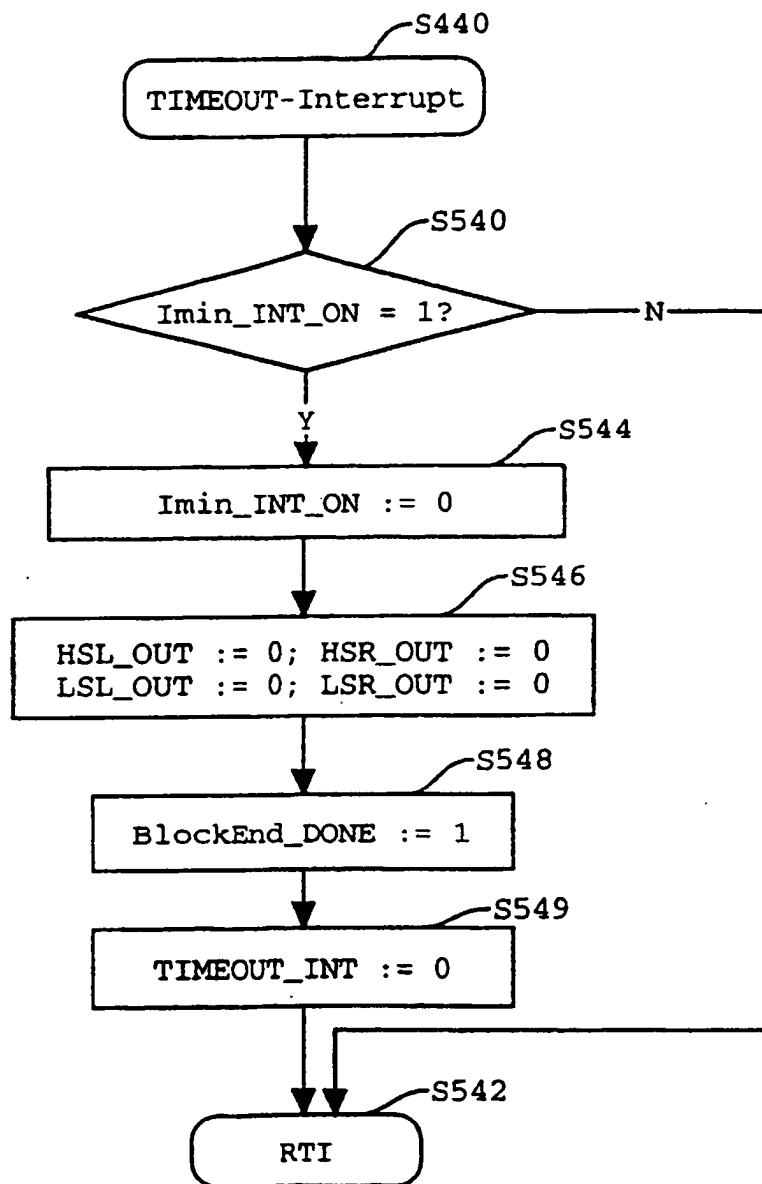 S440
TIMEOUT-Interrupt
S540
Imin_INT_ON = 1?
N
Y
S544
Imin_INT_ON := 0
S546
HSL_OUT := 0; HSR_OUT := 0
LSL_OUT := 0; LSR_OUT := 0
S548
BlockEnd_DONE := 1
S549
TIMEOUT_INT := 0
S542
RTI